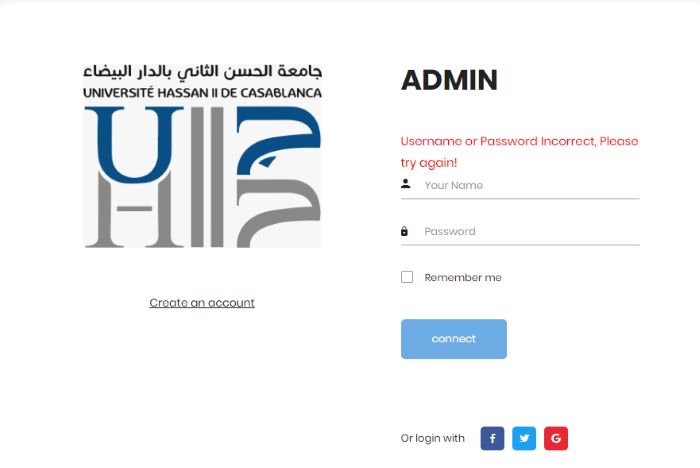 جامعة الحسن الثاني بالدار البيضاء
UNIVERSITÉ HASSAN II DE CASABLANCA
UH2C
Create an account
ADMIN
Username or Password Incorrect, Please
try again!
Your Name
Password
Remember me
connect
Or login with